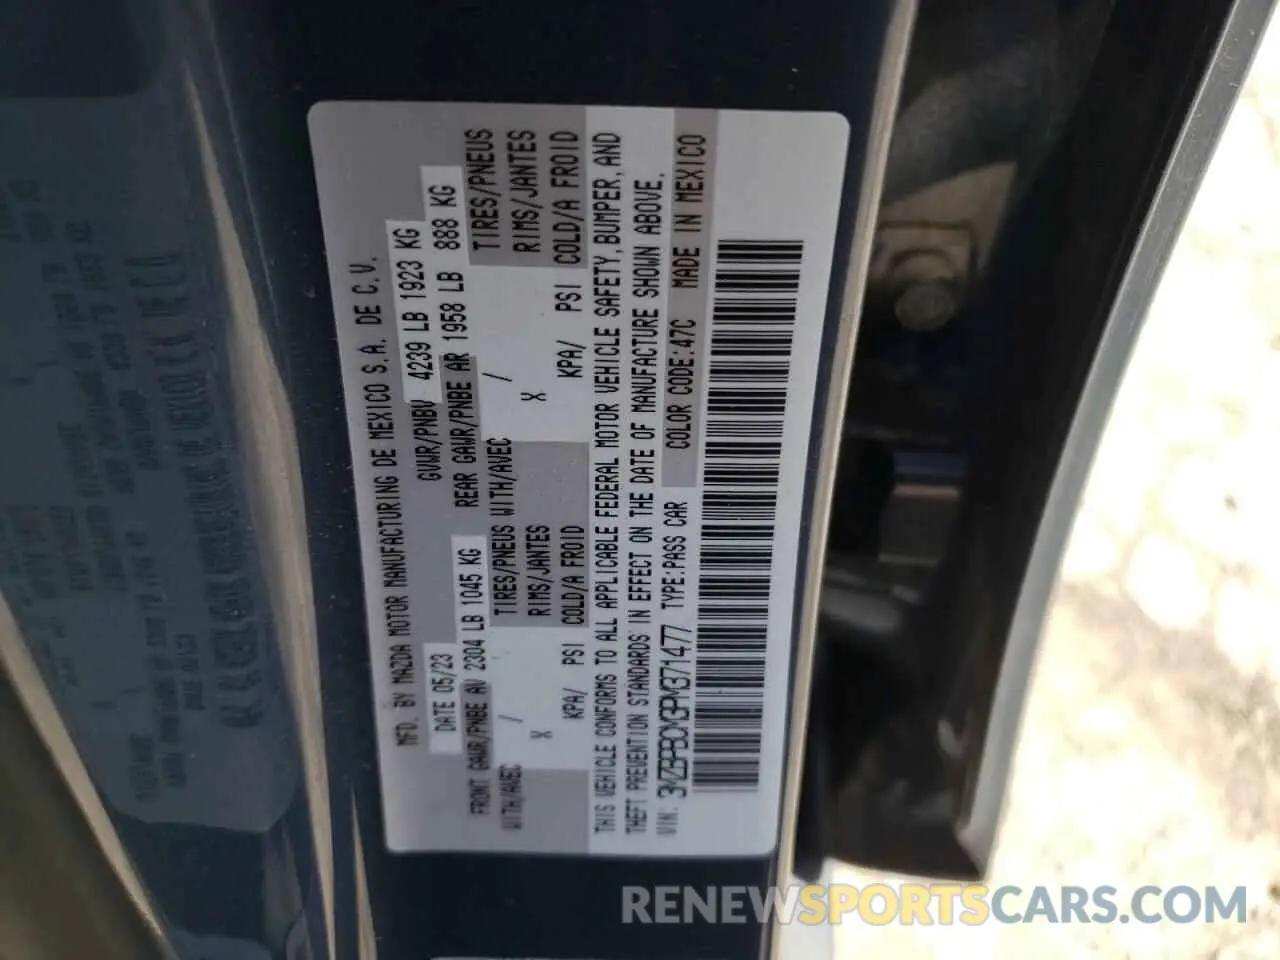 MFD. BY MAZDA MOTOR MANUFACTURING DE MEXICO S.A. DE C.V.
DATE 05/23 GVWR/PNBV 4239 LB 1923 KG
FRONT GAWR/PNBE AV 2304 LB 1045 KG REAR GAWR/PNBE AR 1958 LB 888 KG
WITH/AVEC / TIRES/PNEUS WITH/AVEC / TIRES/PNEUS
X RIMS/JANTES X RIMS/JANTES
KPA/ PSI COLD/A FROID KPA/ PSI COLD/A FROID
THIS VEHICLE CONFORMS TO ALL APPLICABLE FEDERAL MOTOR VEHICLE SAFETY, BUMPER, AND
THEFT PREVENTION STANDARDS IN EFFECT ON THE DATE OF MANUFACTURE SHOWN ABOVE.
VIN: 3MZBPBCM3PM371477 TYPE:PASS CAR COLOR CODE:47C MADE IN MEXICO
RENEWSPORTSCARS.COM